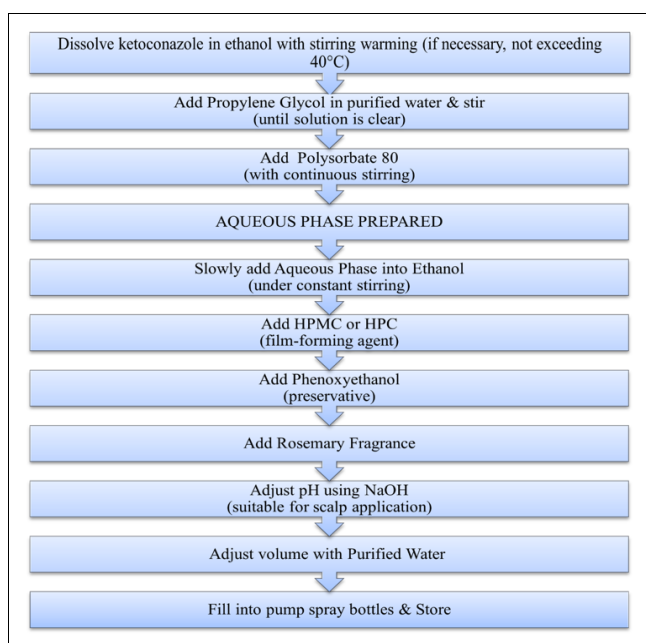 Dissolve ketoconazole in ethanol with stirring warming (if necessary, not exceeding
40°C)
Add Propylene Glycol in purified water & stir
(until solution is clear)
Add Polysorbate 80
(with continuous stirring)
AQUEOUS PHASE PREPARED
Slowly add Aqueous Phase into Ethanol
(under constant stirring)
Add HPMC or HPC
(film-forming agent)
Add Phenoxyethanol
(preservative)
Add Rosemary Fragrance
Adjust pH using NaOH
(suitable for scalp application)
Adjust volume with Purified Water
Fill into pump spray bottles & Store